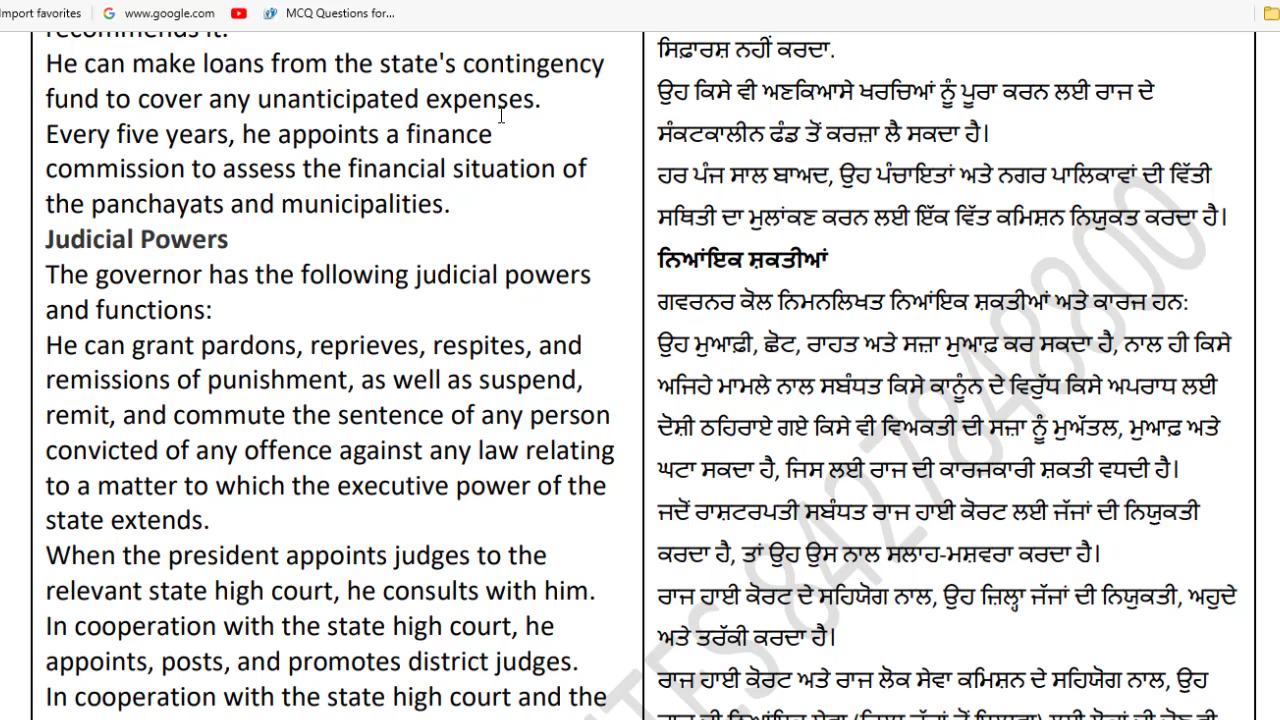 Import favorites
www.google.com
MCQ Questions for...
recommends it.
He can make loans from the state's contingency
fund to cover any unanticipated expenses.
Every five years, he appoints a finance
commission to assess the financial situation of
the panchayats and municipalities.
Judicial Powers
The governor has the following judicial powers
and functions:
He can grant pardons, reprieves, respites, and
remissions of punishment, as well as suspend,
remit, and commute the sentence of any person
convicted of any offence against any law relating
to a matter to which the executive power of the
state extends.
When the president appoints judges to the
relevant state high court, he consults with him.
In cooperation with the state high court, he
appoints, posts, and promotes district judges.
In cooperation with the state high court and the
ਸਿਫ਼ਾਰਸ਼ ਨਹੀਂ ਕਰਦਾ.
ਉਹ ਕਿਸੇ ਵੀ ਅਣਕਿਆਸੇ ਖਰਚਿਆਂ ਨੂੰ ਪੂਰਾ ਕਰਨ ਲਈ ਰਾਜ ਦੇ
ਸੰਕਟਕਾਲੀਨ ਫੰਡ ਤੋਂ ਕਰਜ਼ਾ ਲੈ ਸਕਦਾ ਹੈ।
ਹਰ ਪੰਜ ਸਾਲ ਬਾਅਦ, ਉਹ ਪੰਚਾਇਤਾਂ ਅਤੇ ਨਗਰ ਪਾਲਿਕਾਵਾਂ ਦੀ ਵਿੱਤੀ
ਸਥਿਤੀ ਦਾ ਮੁਲਾਂਕਣ ਕਰਨ ਲਈ ਇੱਕ ਵਿੱਤ ਕਮਿਸ਼ਨ ਨਿਯੁਕਤ ਕਰਦਾ ਹੈ।
ਨਿਆਂਇਕ ਸ਼ਕਤੀਆਂ
ਗਵਰਨਰ ਕੋਲ ਨਿਮਨਲਿਖਤ ਨਿਆਂਇਕ ਸ਼ਕਤੀਆਂ ਅਤੇ ਕਾਰਜ ਹਨ:
ਉਹ ਮੁਆਫ਼ੀ, ਛੋਟ, ਰਾਹਤ ਅਤੇ ਸਜ਼ਾ ਮੁਆਫ਼ ਕਰ ਸਕਦਾ ਹੈ, ਨਾਲ ਹੀ ਕਿਸੇ
ਅਜਿਹੇ ਮਾਮਲੇ ਨਾਲ ਸਬੰਧਤ ਕਿਸੇ ਕਾਨੂੰਨ ਦੇ ਵਿਰੁੱਧ ਕਿਸੇ ਅਪਰਾਧ ਲਈ
ਦੋਸ਼ੀ ਠਹਿਰਾਏ ਗਏ ਕਿਸੇ ਵੀ ਵਿਅਕਤੀ ਦੀ ਸਜ਼ਾ ਨੂੰ ਮੁਅੱਤਲ, ਮੁਆਫ਼ ਅਤੇ
ਘਟਾ ਸਕਦਾ ਹੈ, ਜਿਸ ਲਈ ਰਾਜ ਦੀ ਕਾਰਜਕਾਰੀ ਸ਼ਕਤੀ ਵਧਦੀ ਹੈ।
ਜਦੋਂ ਰਾਸ਼ਟਰਪਤੀ ਸਬੰਧਤ ਰਾਜ ਹਾਈ ਕੋਰਟ ਲਈ ਜੱਜਾਂ ਦੀ ਨਿਯੁਕਤੀ
ਕਰਦਾ ਹੈ, ਤਾਂ ਉਹ ਉਸ ਨਾਲ ਸਲਾਹ-ਮਸ਼ਵਰਾ ਕਰਦਾ ਹੈ।
ਰਾਜ ਹਾਈ ਕੋਰਟ ਦੇ ਸਹਿਯੋਗ ਨਾਲ, ਉਹ ਜ਼ਿਲ੍ਹਾ ਜੱਜਾਂ ਦੀ ਨਿਯੁਕਤੀ, ਅਹੁਦੇ
ਅਤੇ ਤਰੱਕੀ ਕਰਦਾ ਹੈ।
ਰਾਜ ਹਾਈ ਕੋਰਟ ਅਤੇ ਰਾਜ ਲੋਕ ਸੇਵਾ ਕਮਿਸ਼ਨ ਦੇ ਸਹਿਯੋਗ ਨਾਲ, ਉਹ
TES 8427848800